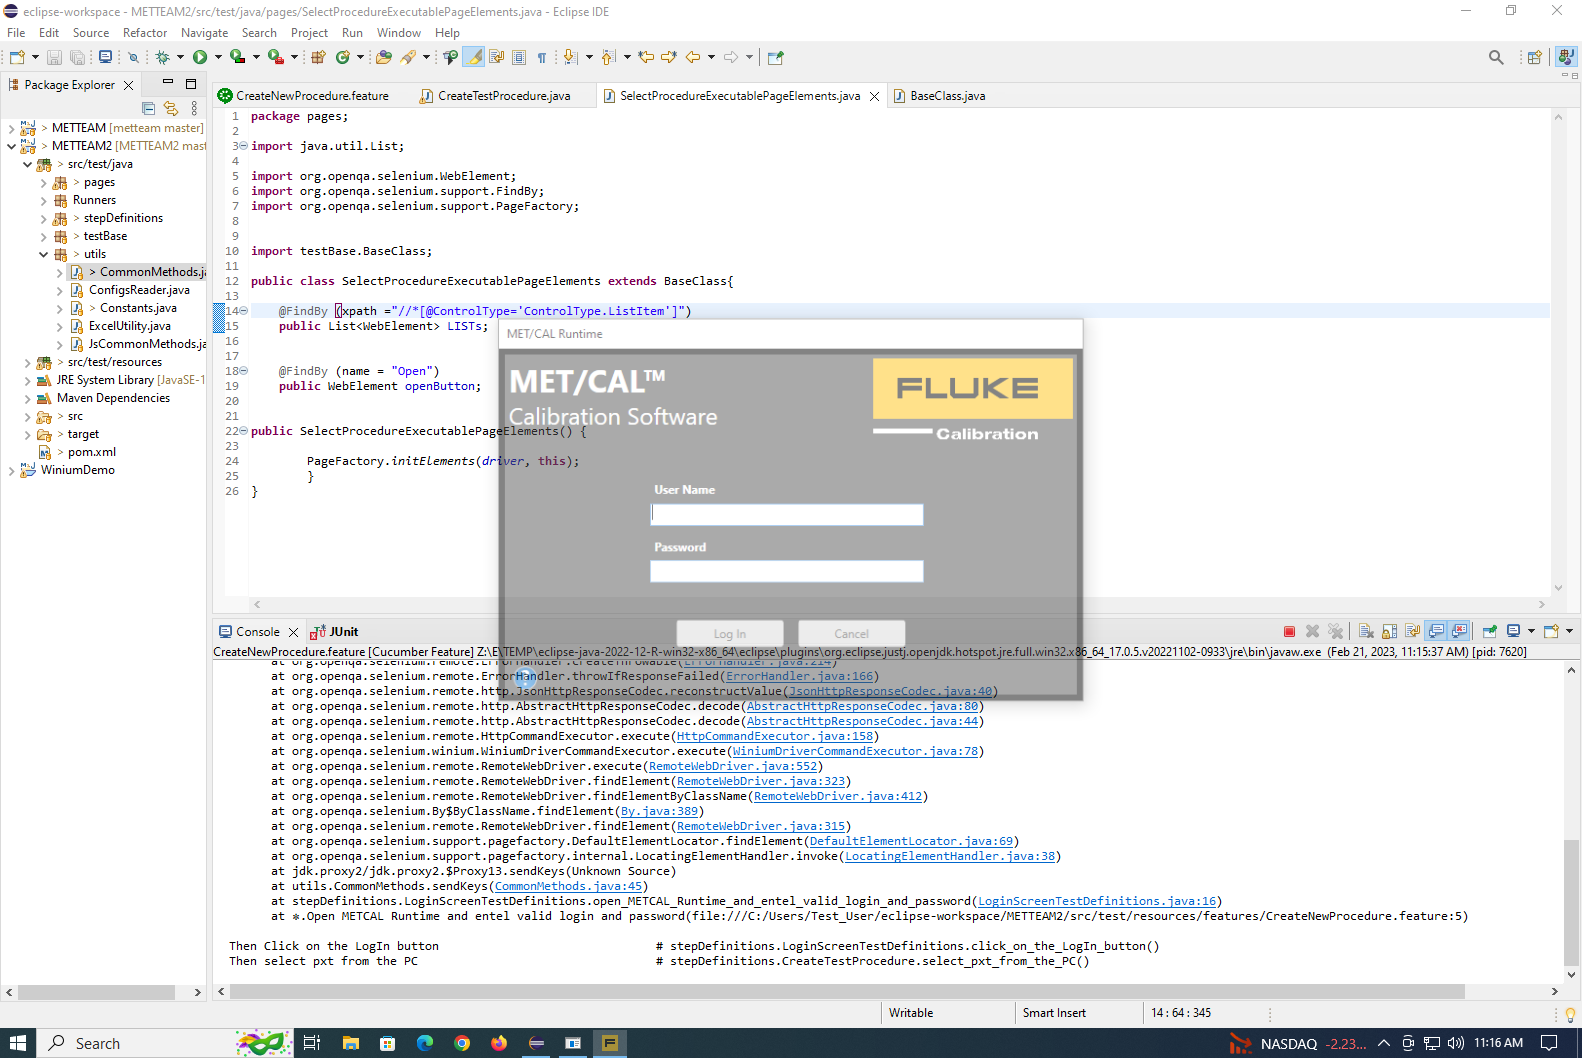 eclipse-workspace - METTEAM2/src/test/java/pages/SelectProcedureExecutablePageElements.java - Eclipse IDE
File Edit Source Refactor Navigate Search Project Run Window Help
Package Explorer
CreateNewProcedure.feature CreateTestProcedure.java SelectProcedureExecutablePageElements.java BaseClass.java
> METTEAM [metteam master]
> METTEAM2 [METTEAM2 mast
> src/test/java
> pages
Runners
> stepDefinitions
> testBase
> utils
> CommonMethods.ja
ConfigsReader.java
> Constants.java
ExcelUtility.java
JsCommonMethods.ja
> src/test/resources
JRE System Library [JavaSE-1
Maven Dependencies
> src
> target
> pom.xml
WiniumDemo
1 package pages;
2
3 import java.util.List;
4
5 import org.openqa.selenium.WebElement;
6 import org.openqa.selenium.support.FindBy;
7 import org.openqa.selenium.support.PageFactory;
8
9
10 import testBase.BaseClass;
11
12 public class SelectProcedureExecutablePageElements extends BaseClass{
13
14 @FindBy (xpath ="//*[@ControlType='ControlType.ListItem']")
15 public List<WebElement> LISTs;
16
17
18 @FindBy (name = "Open")
19 public WebElement openButton;
20
21
22 public SelectProcedureExecutablePageElements() {
23
24 PageFactory.initElements(driver, this);
25 }
26 }
MET/CAL Runtime
MET/CAL™
Calibration Software
FLUKE
Calibration
User Name
Password
Log In Cancel
Console JUnit
CreateNewProcedure.feature [Cucumber Feature] Z:\E\TEMP\eclipse-java-2022-12-R-win32-x86_64\eclipse\plugins\org.eclipse.justj.openjdk.hotspot.jre.full.win32.x86_64_17.0.5.v20221102-0933\jre\bin\javaw.exe (Feb 21, 2023, 11:15:37 AM) [pid: 7620]
at org.openqa.selenium.remote.ErrorHandler.createThrowable(ErrorHandler.java:214)
at org.openqa.selenium.remote.ErrorHandler.throwIfResponseFailed(ErrorHandler.java:166)
at org.openqa.selenium.remote.http.JsonHttpResponseCodec.reconstructValue(JsonHttpResponseCodec.java:40)
at org.openqa.selenium.remote.http.AbstractHttpResponseCodec.decode(AbstractHttpResponseCodec.java:80)
at org.openqa.selenium.remote.http.AbstractHttpResponseCodec.decode(AbstractHttpResponseCodec.java:44)
at org.openqa.selenium.remote.HttpCommandExecutor.execute(HttpCommandExecutor.java:158)
at org.openqa.selenium.winium.WiniumDriverCommandExecutor.execute(WiniumDriverCommandExecutor.java:78)
at org.openqa.selenium.remote.RemoteWebDriver.execute(RemoteWebDriver.java:552)
at org.openqa.selenium.remote.RemoteWebDriver.findElement(RemoteWebDriver.java:323)
at org.openqa.selenium.remote.RemoteWebDriver.findElementByClassName(RemoteWebDriver.java:412)
at org.openqa.selenium.By$ByClassName.findElement(By.java:389)
at org.openqa.selenium.remote.RemoteWebDriver.findElement(RemoteWebDriver.java:315)
at org.openqa.selenium.support.pagefactory.DefaultElementLocator.findElement(DefaultElementLocator.java:69)
at org.openqa.selenium.support.pagefactory.internal.LocatingElementHandler.invoke(LocatingElementHandler.java:38)
at jdk.proxy2/jdk.proxy2.$Proxy13.sendKeys(Unknown Source)
at utils.CommonMethods.sendKeys(CommonMethods.java:45)
at stepDefinitions.LoginScreenTestDefinitions.open_METCAL_Runtime_and_entel_valid_login_and_password(LoginScreenTestDefinitions.java:16)
at *.Open METCAL Runtime and entel valid login and password(file:///C:/Users/Test_User/eclipse-workspace/METTEAM2/src/test/resources/features/CreateNewProcedure.feature:5)
Then Click on the LogIn button # stepDefinitions.LoginScreenTestDefinitions.click_on_the_LogIn_button()
Then select pxt from the PC # stepDefinitions.CreateTestProcedure.select_pxt_from_the_PC()
Writable Smart Insert 14 : 64 : 345
Search NASDAQ -2.23... 11:16 AM